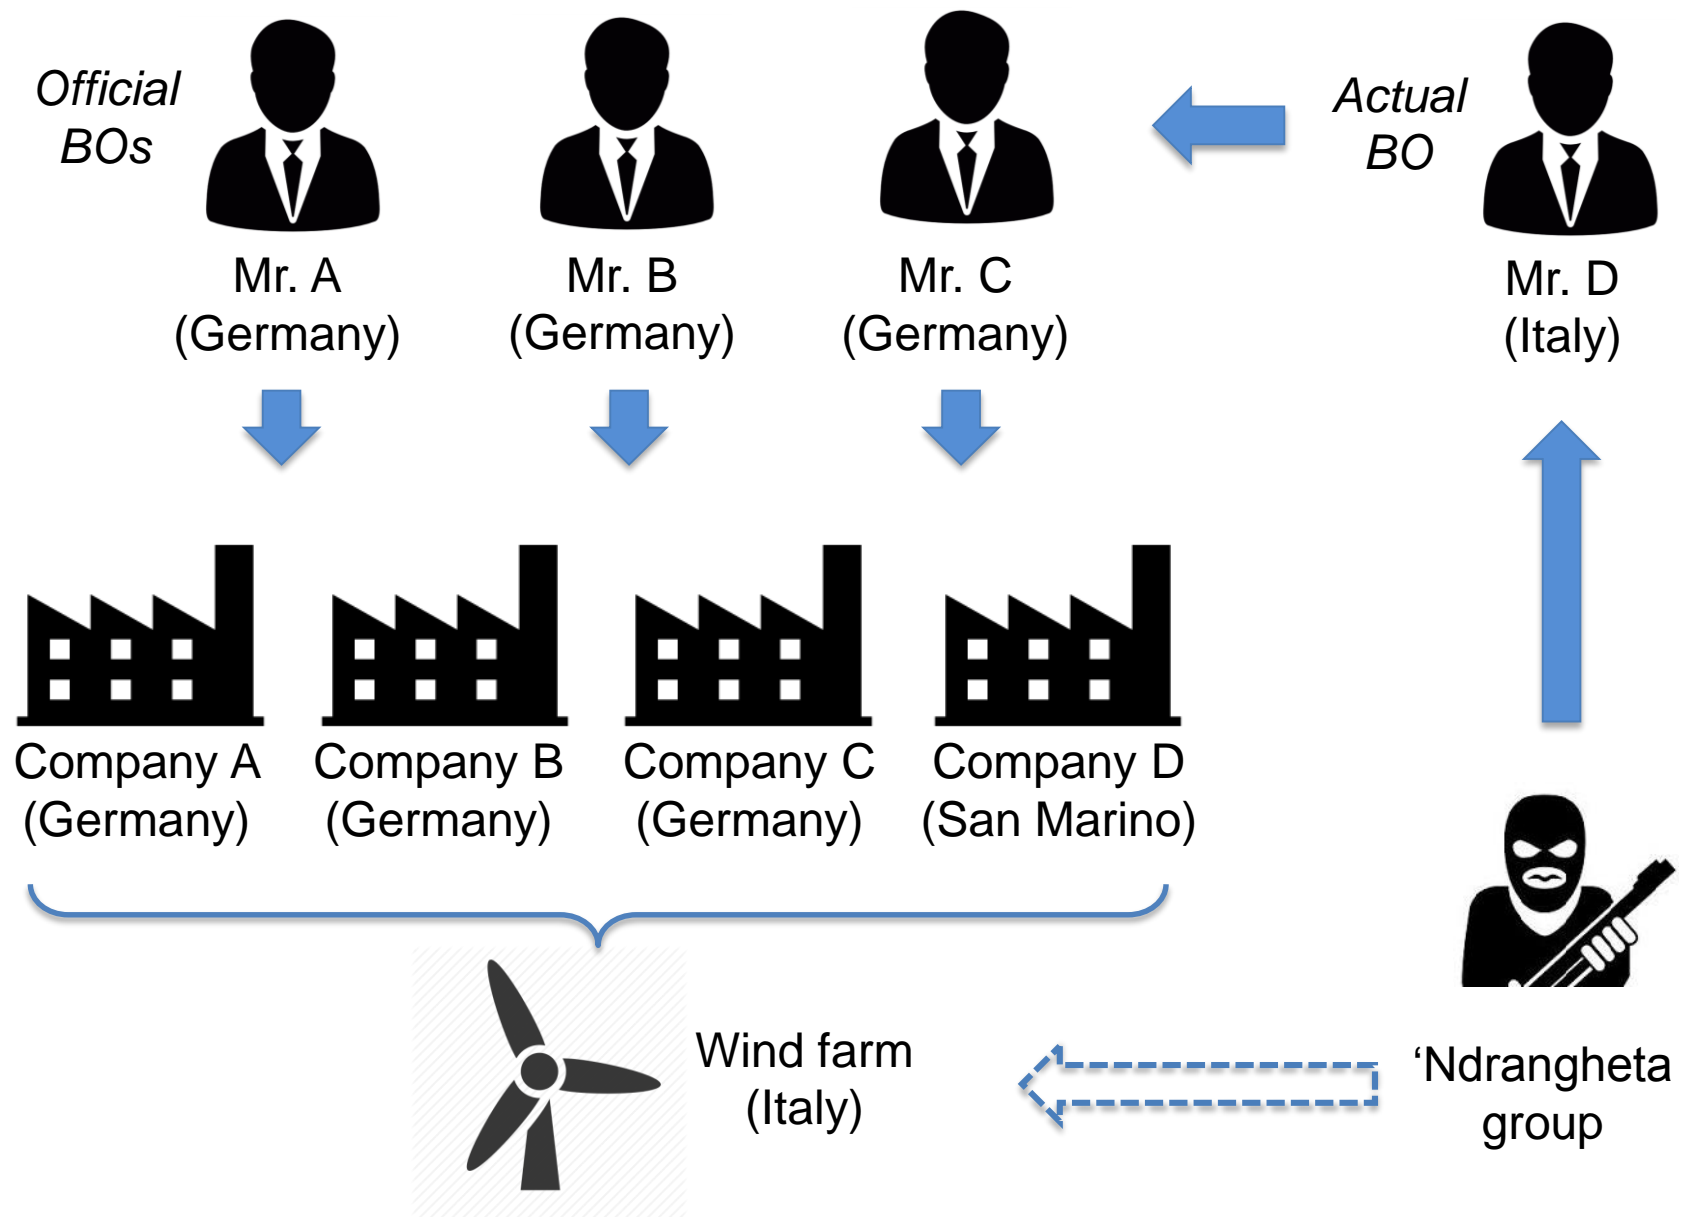 Official
BOs
Actual
BO
Mr. A
(Germany)
Mr. B
(Germany)
Mr. C
(Germany)
Mr. D
(Italy)
Company A
(Germany)
Company B
(Germany)
Company C
(Germany)
Company D
(San Marino)
Wind farm
(Italy)
‘Ndrangheta
group